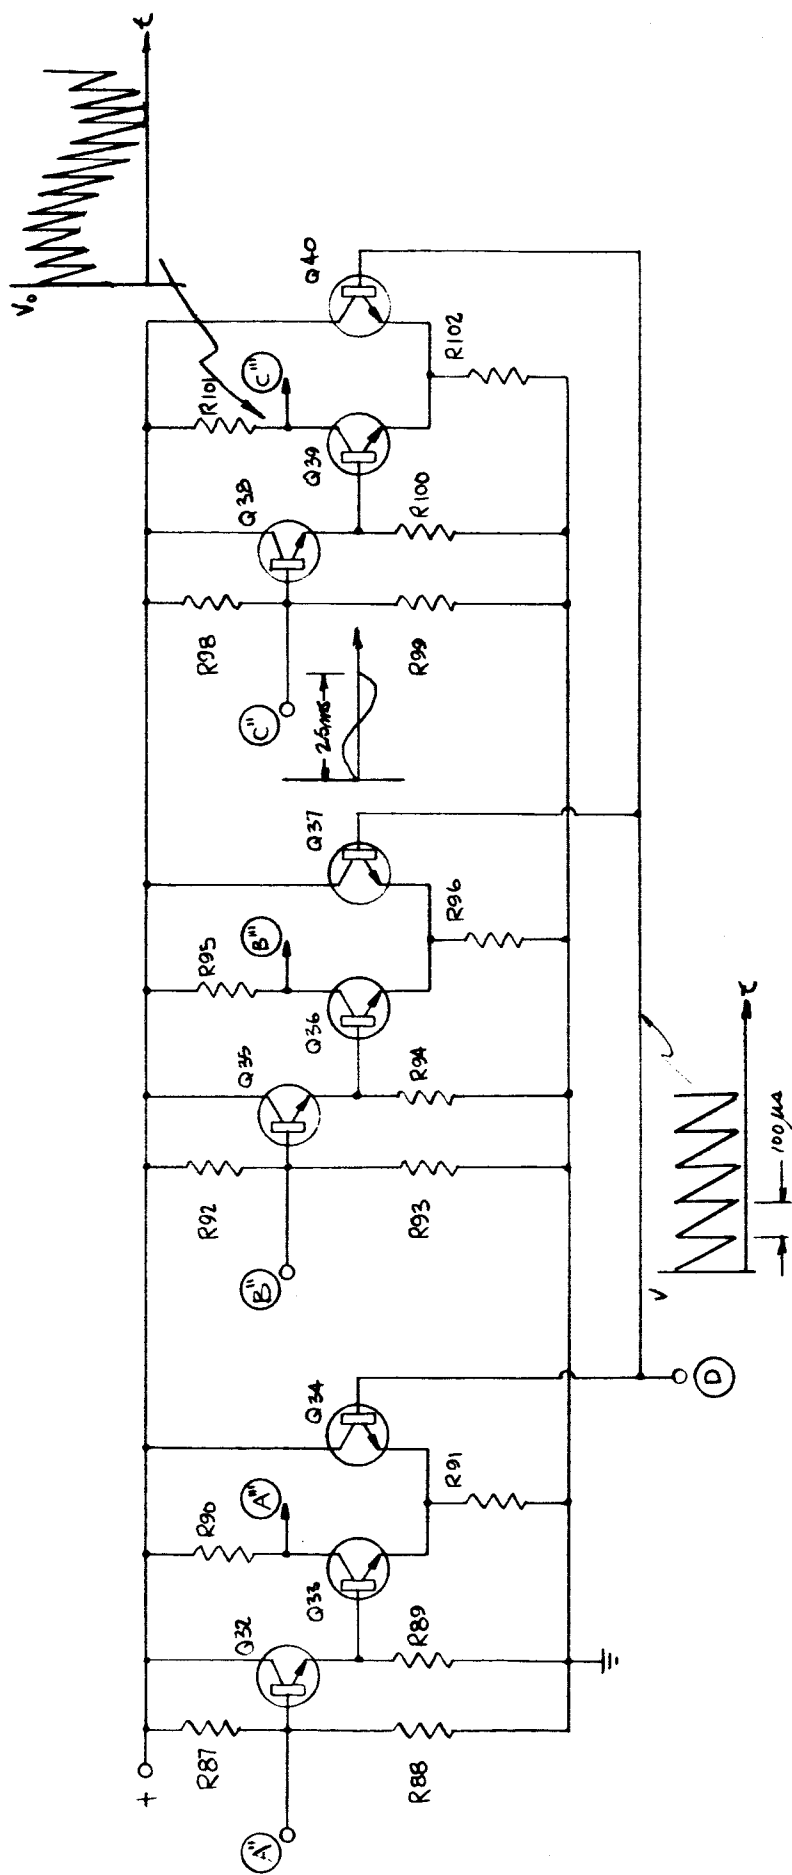 V₀
t
+
R87
R90
R92
R95
R98
R101
A''
Q32
A'''
B''
Q35
B'''
C''
Q38
C'''
Q33
Q34
Q36
Q37
25ms
Q39
Q40
R88
R89
R91
R93
R94
R96
R99
R100
R102
D
V
t
100µs